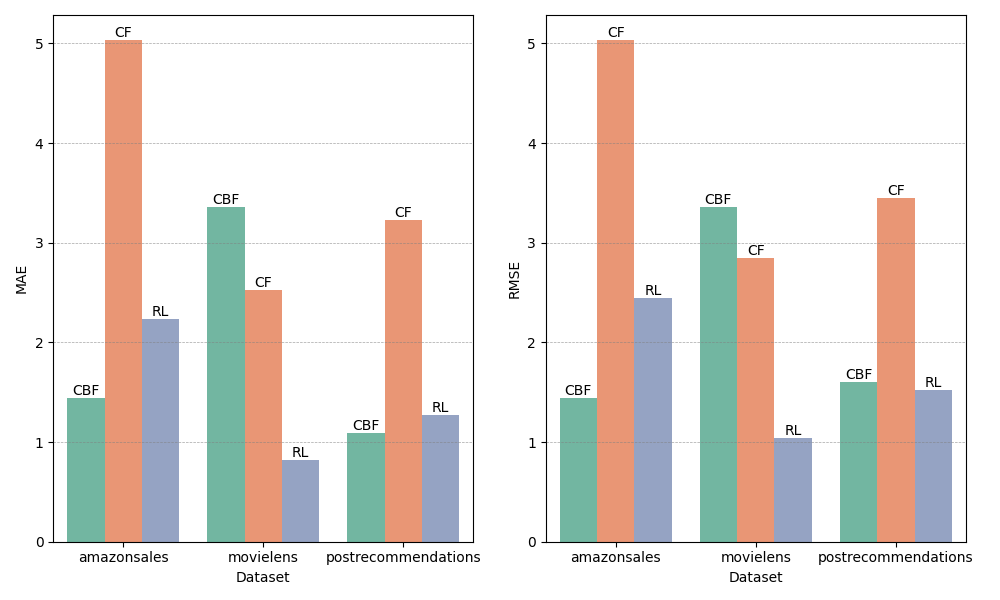 MAE
5
4
3
2
1
0
CBF
CF
RL
CBF
CF
RL
CBF
CF
RL
amazonsales
movielens
postrecommendations
Dataset
RMSE
5
4
3
2
1
0
CBF
CF
RL
CBF
CF
RL
CBF
CF
RL
amazonsales
movielens
postrecommendations
Dataset